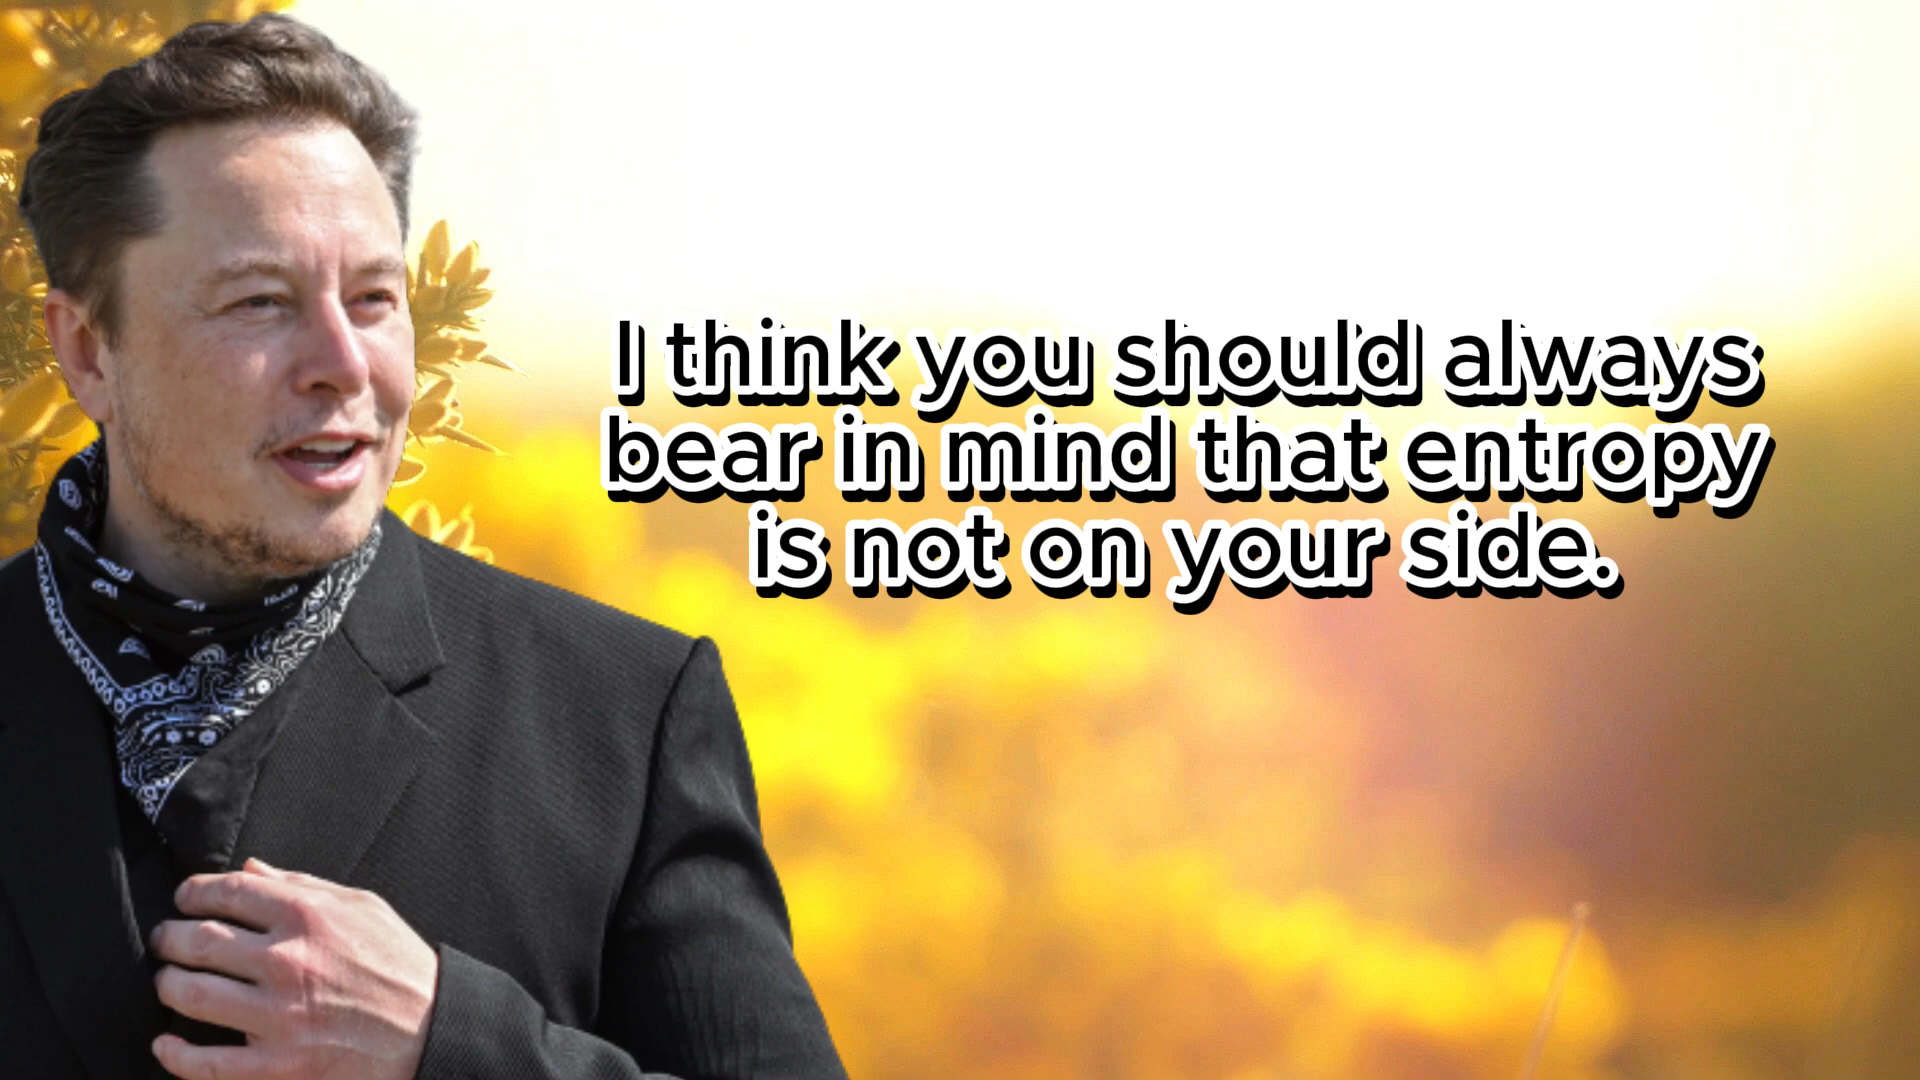 I think you should always
bear in mind that entropy
is not on your side.